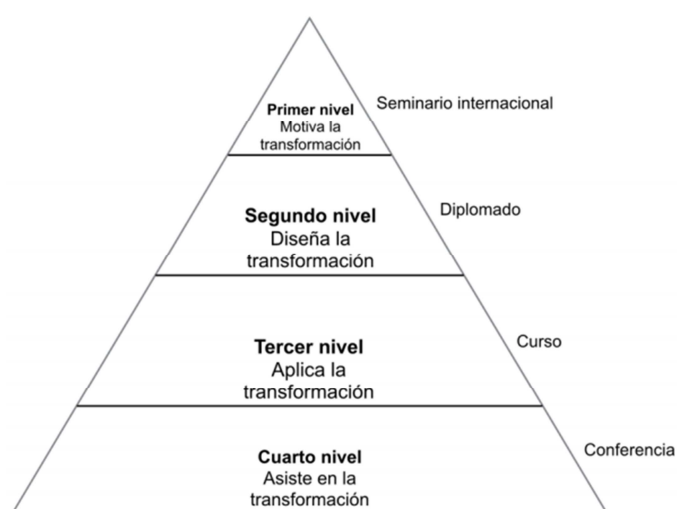 Seminario internacional
Primer nivel
Motiva la
transformación
Diplomado
Segundo nivel
Diseña la
transformación
Curso
Tercer nivel
Aplica la
transformación
Conferencia
Cuarto nivel
Asiste en la
transformación